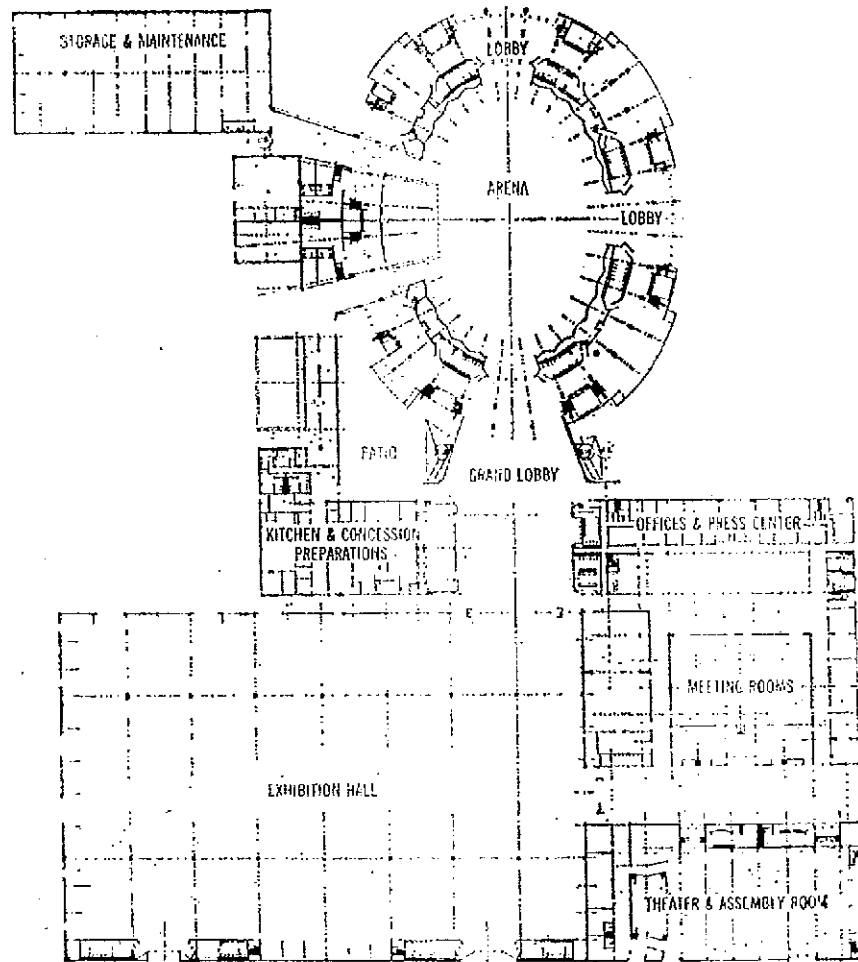 STORAGE & MAINTENANCE
LOBBY
ARENA
LOBBY
PATIO
GRAND LOBBY
KITCHEN & CONCESSION
PREPARATIONS
OFFICES & PRESS CENTER
MEETING ROOMS
EXHIBITION HALL
THEATER & ASSEMBLY ROOM